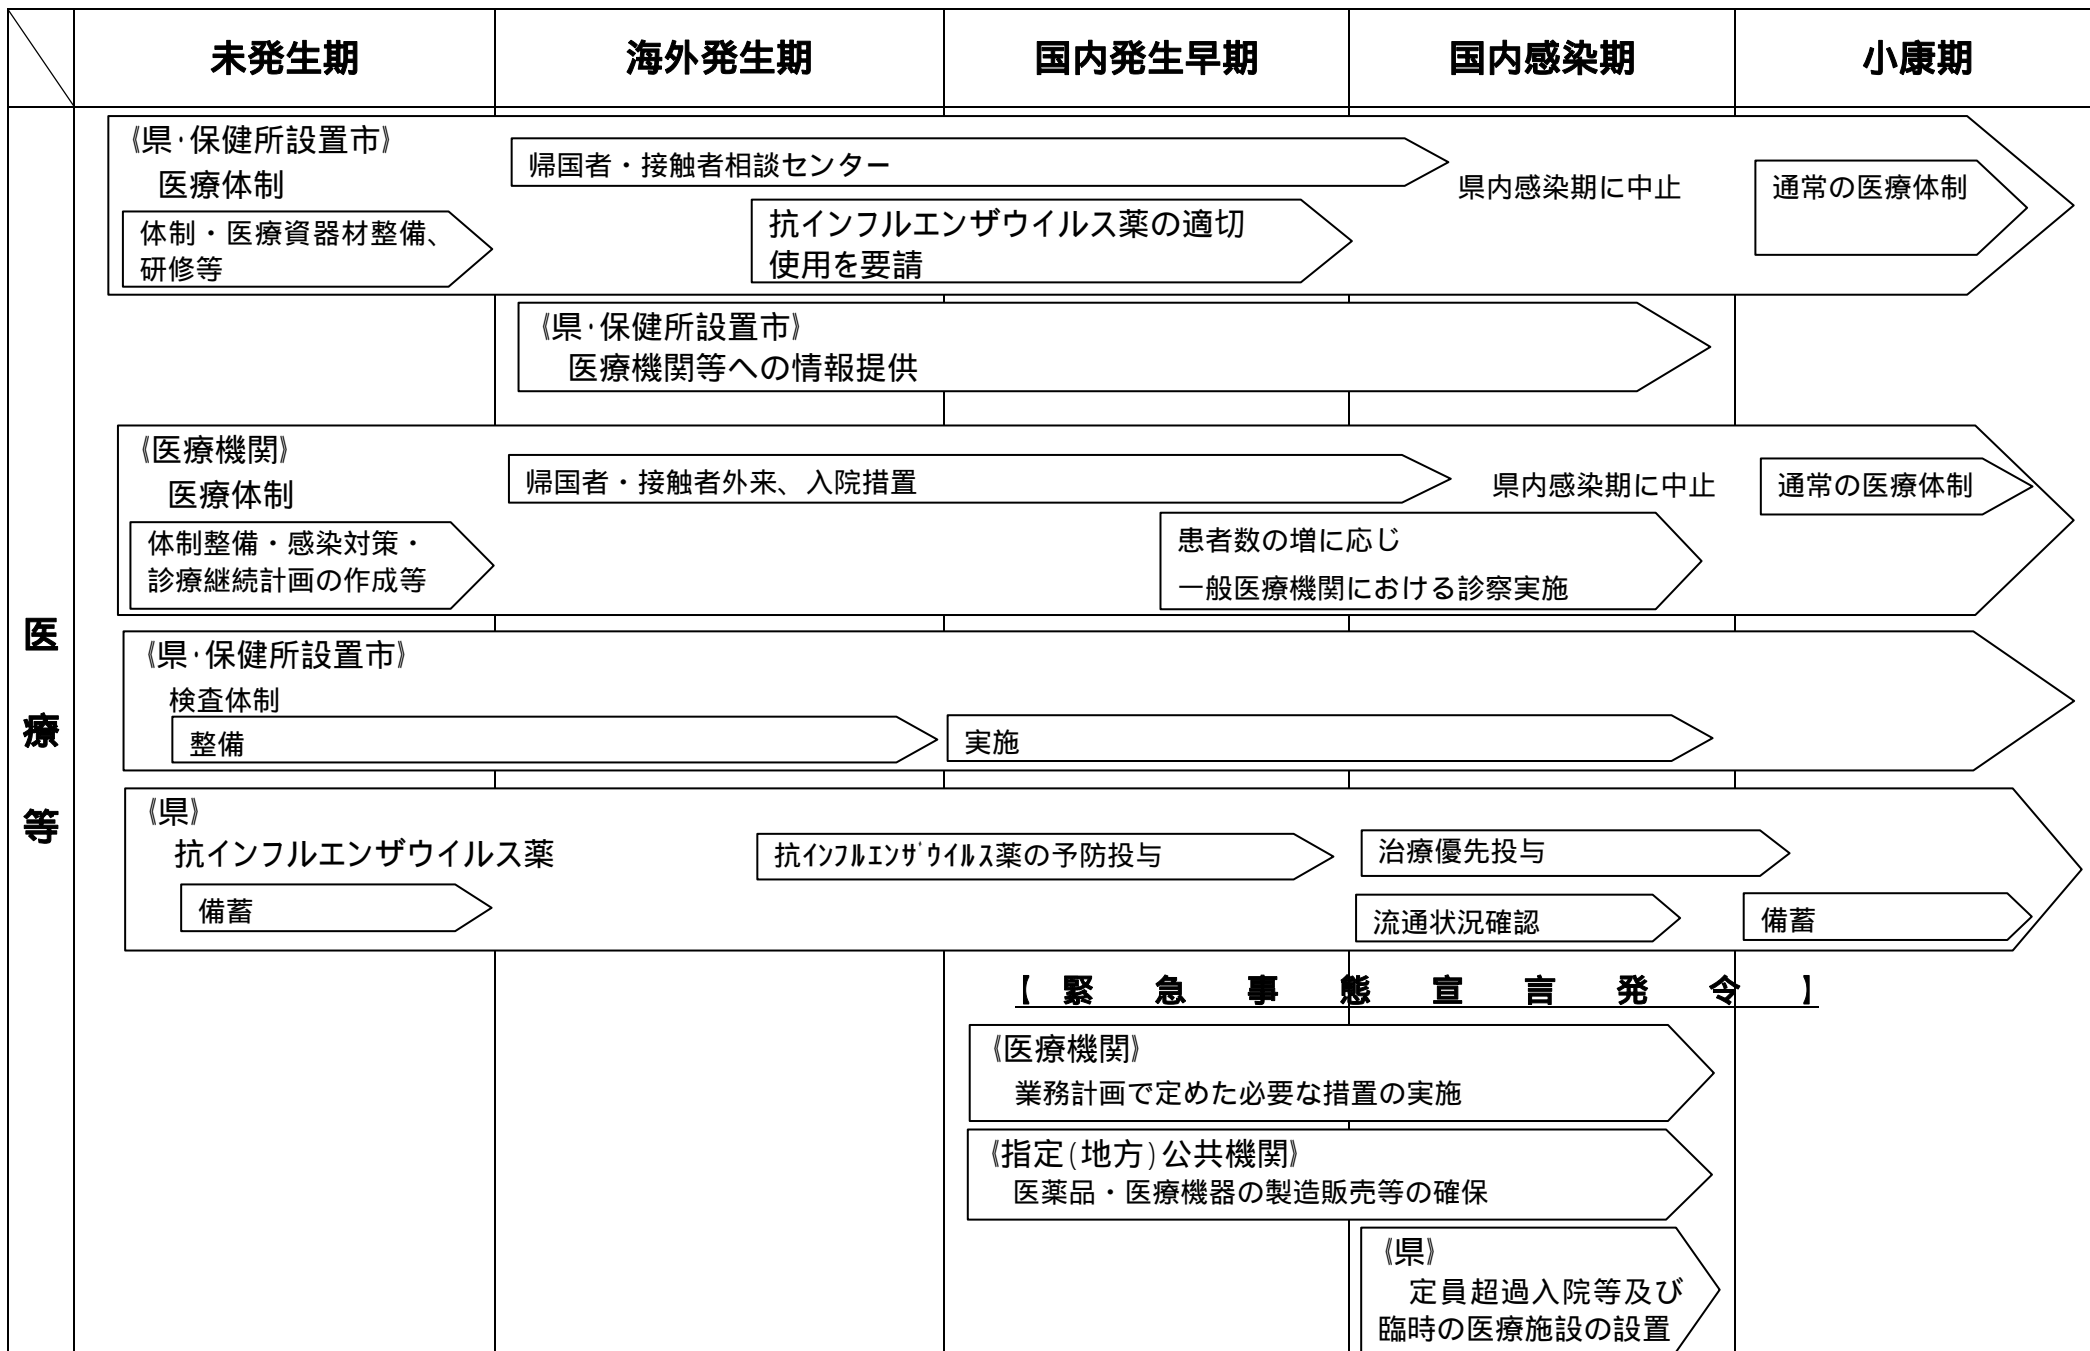 未発生期
海外発生期
国内発生早期
国内感染期
小康期
医療等
《県・保健所設置市》
医療体制
体制・医療資器材整備、
研修等
帰国者・接触者相談センター
県内感染期に中止
通常の医療体制
抗インフルエンザウイルス薬の適切
使用を要請
《県・保健所設置市》
医療機関等への情報提供
《医療機関》
医療体制
体制整備・感染対策・
診療継続計画の作成等
帰国者・接触者外来、入院措置
県内感染期に中止
通常の医療体制
患者数の増に応じ
一般医療機関における診察実施
《県・保健所設置市》
検査体制
整備
実施
《県》
抗インフルエンザウイルス薬
備蓄
抗ｲﾝﾌﾙｴﾝｻﾞｳｲﾙｽ薬の予防投与
治療優先投与
流通状況確認
備蓄
【緊急事態宣言発令】
《医療機関》
業務計画で定めた必要な措置の実施
《指定(地方)公共機関》
医薬品・医療機器の製造販売等の確保
《県》
定員超過入院等及び
臨時の医療施設の設置